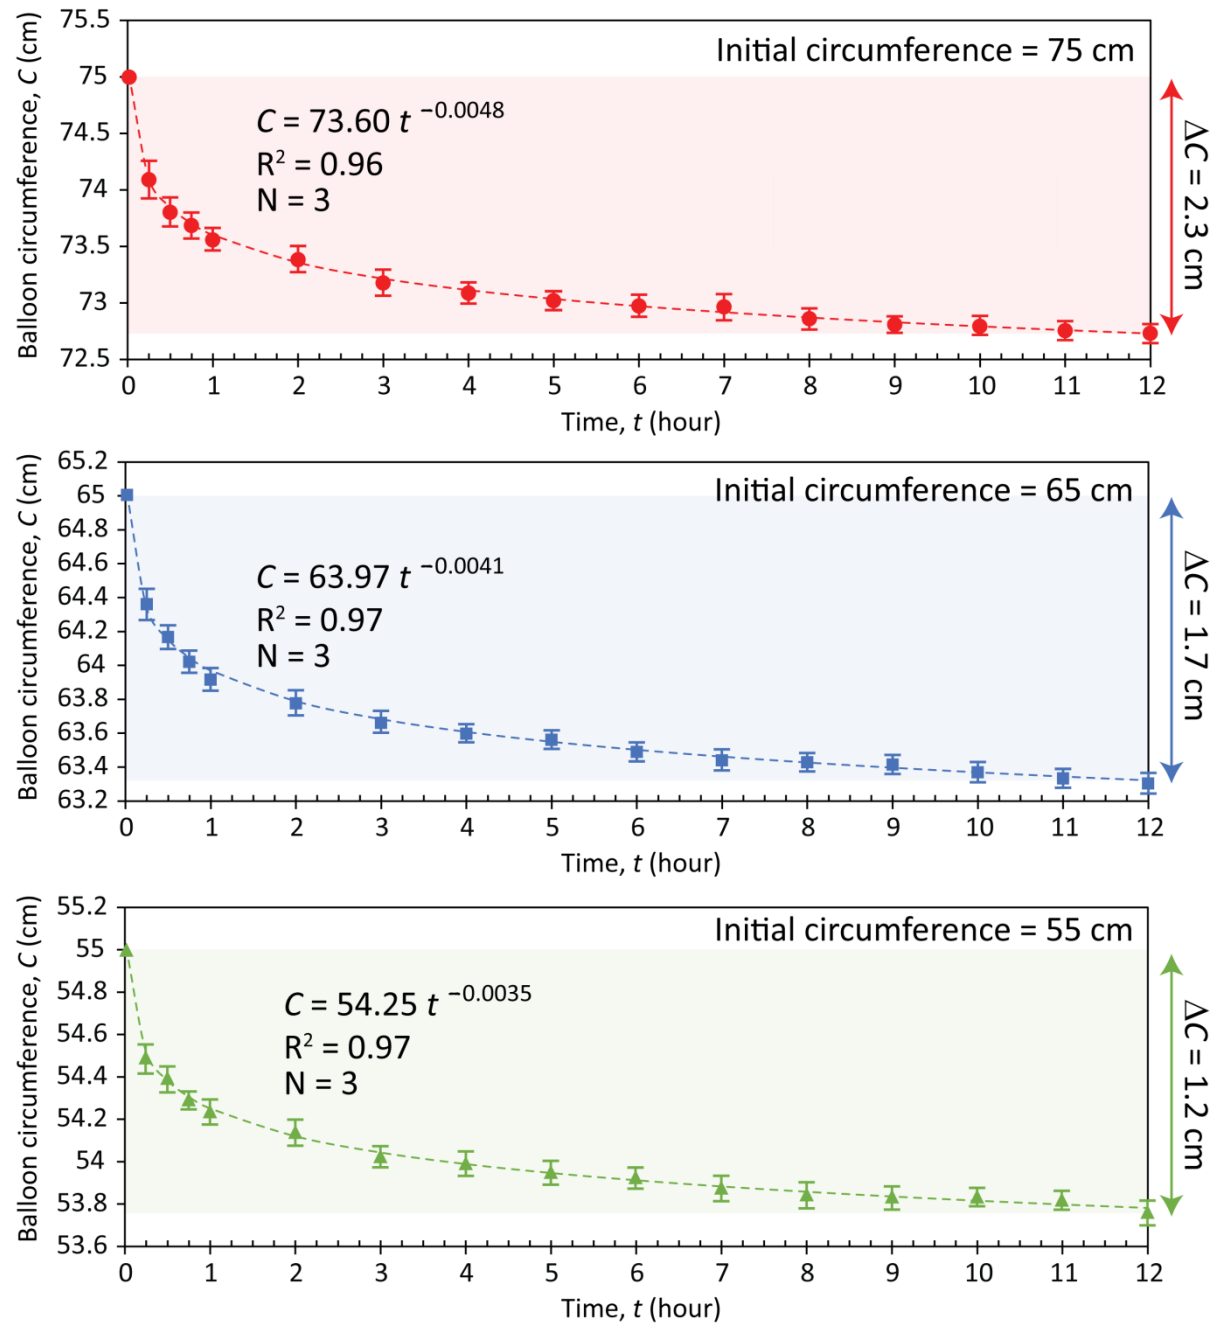 Balloon circumference, C (cm)
75.5
75
74.5
74
73.5
73
72.5
Initial circumference = 75 cm
C = 73.60 t −0.0048
R² = 0.96
N = 3
ΔC = 2.3 cm
0 1 2 3 4 5 6 7 8 9 10 11 12
Time, t (hour)
Balloon circumference, C (cm)
65.2
65
64.8
64.6
64.4
64.2
64
63.8
63.6
63.4
63.2
Initial circumference = 65 cm
C = 63.97 t −0.0041
R² = 0.97
N = 3
ΔC = 1.7 cm
0 1 2 3 4 5 6 7 8 9 10 11 12
Time, t (hour)
Balloon circumference, C (cm)
55.2
55
54.8
54.6
54.4
54.2
54
53.8
53.6
Initial circumference = 55 cm
C = 54.25 t −0.0035
R² = 0.97
N = 3
ΔC = 1.2 cm
0 1 2 3 4 5 6 7 8 9 10 11 12
Time, t (hour)